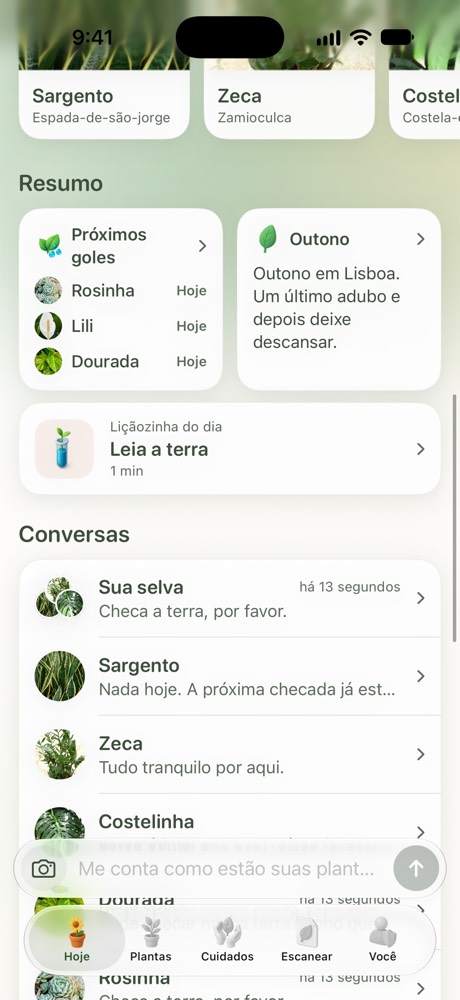 9:41
Sargento
Espada-de-são-jorge
Zeca
Zamioculca
Costel
Costela-
Resumo
Próximos
goles
Rosinha Hoje
Lili Hoje
Dourada Hoje
Outono
Outono em Lisboa.
Um último adubo e
depois deixe
descansar.
Liçãozinha do dia
Leia a terra
1 min
Conversas
Sua selva há 13 segundos
Checa a terra, por favor.
Sargento
Nada hoje. A próxima checada já est...
Zeca
Tudo tranquilo por aqui.
Costelinha
Me conta como estão suas plant...
Dourada há 13 segundos
Hoje
Plantas
Cuidados
Escanear
Você
Rosinha há 13 segundos